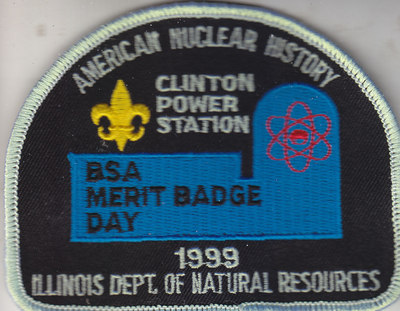 AMERICAN NUCLEAR HISTORY
CLINTON
POWER
STATION
BSA
MERIT BADGE
DAY
1999
ILLINOIS DEPT. OF NATURAL RESOURCES